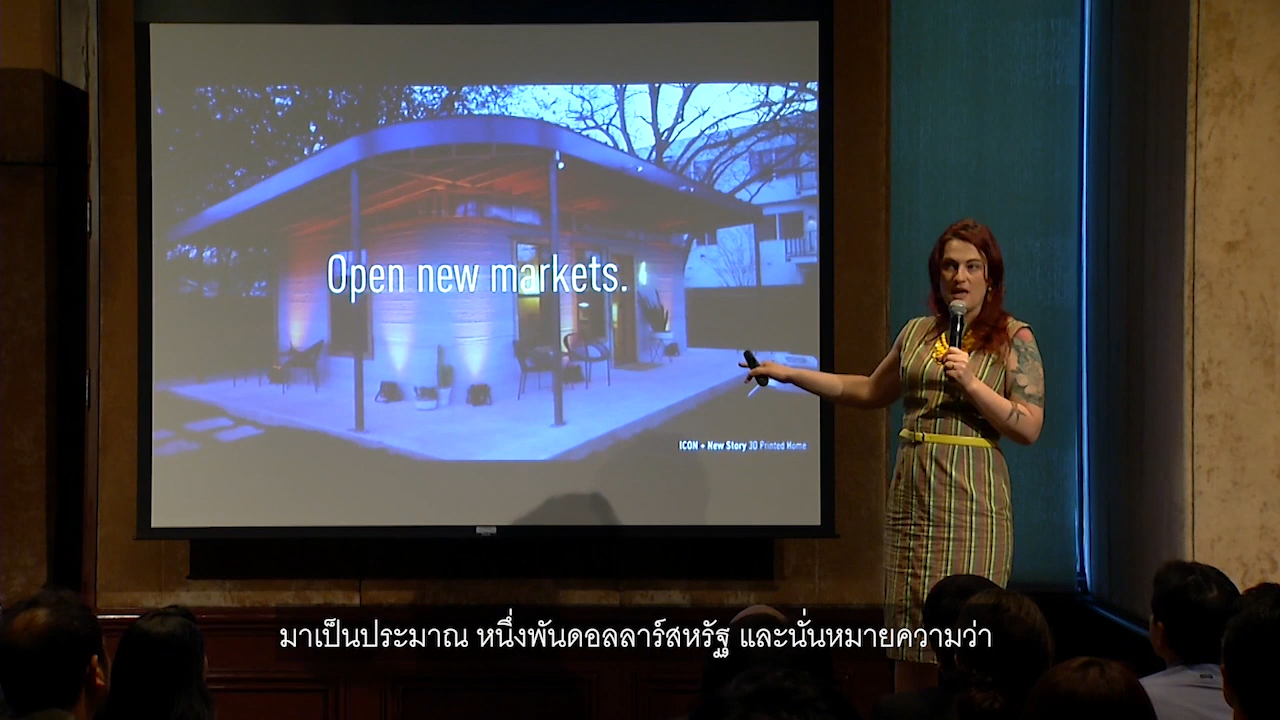 Open new markets.
ICON + New Story 3D Printed Home
มาเป็นประมาณ หนึ่งพันดอลลาร์สหรัฐ และนั่นหมายความว่า